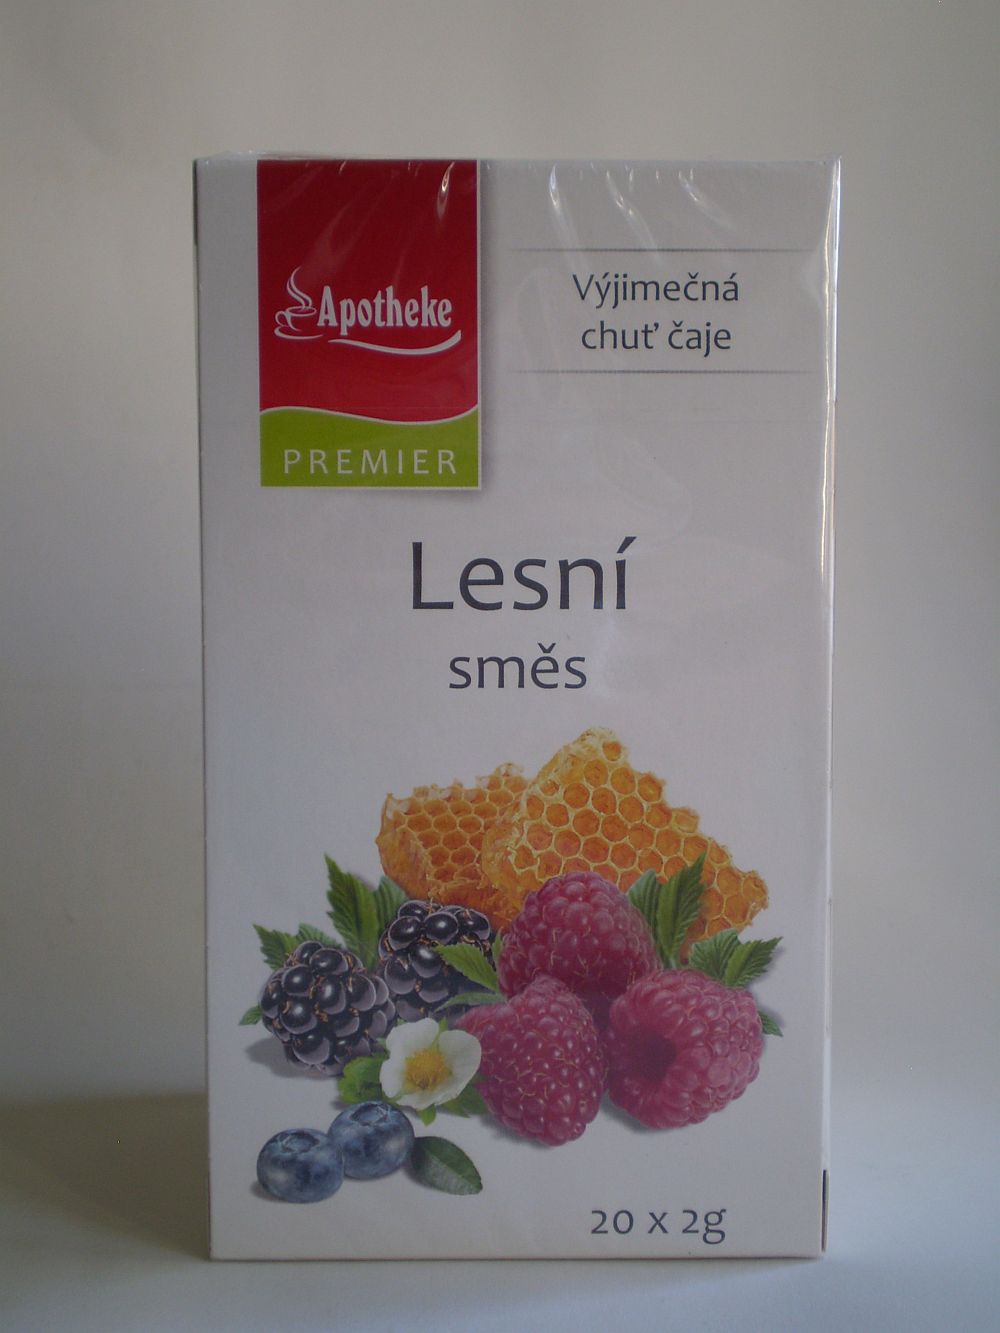 Apotheke
PREMIER
Výjimečná
chuť čaje
Lesní
směs
20 x 2g